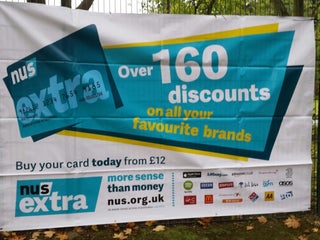 nus
extra
Over 160
discounts
on all your
favourite brands
Buy your card today from £12
nus
extra
more sense
than money
nus.org.uk
asos